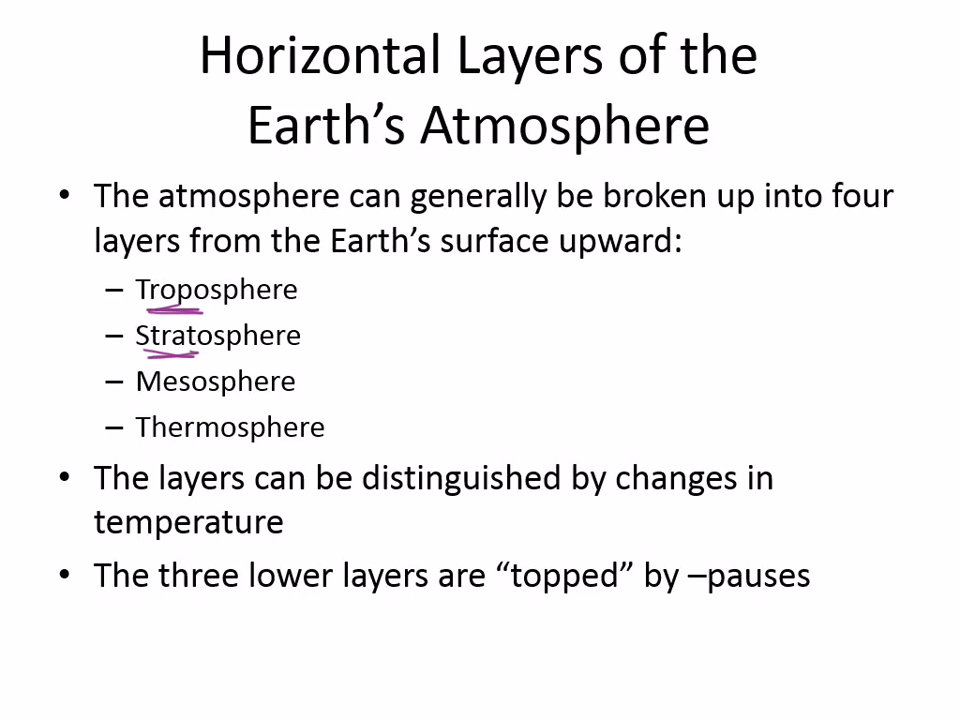 Horizontal Layers of the
Earth’s Atmosphere
• The atmosphere can generally be broken up into four
layers from the Earth’s surface upward:
– Troposphere
– Stratosphere
– Mesosphere
– Thermosphere
• The layers can be distinguished by changes in
temperature
• The three lower layers are “topped” by –pauses